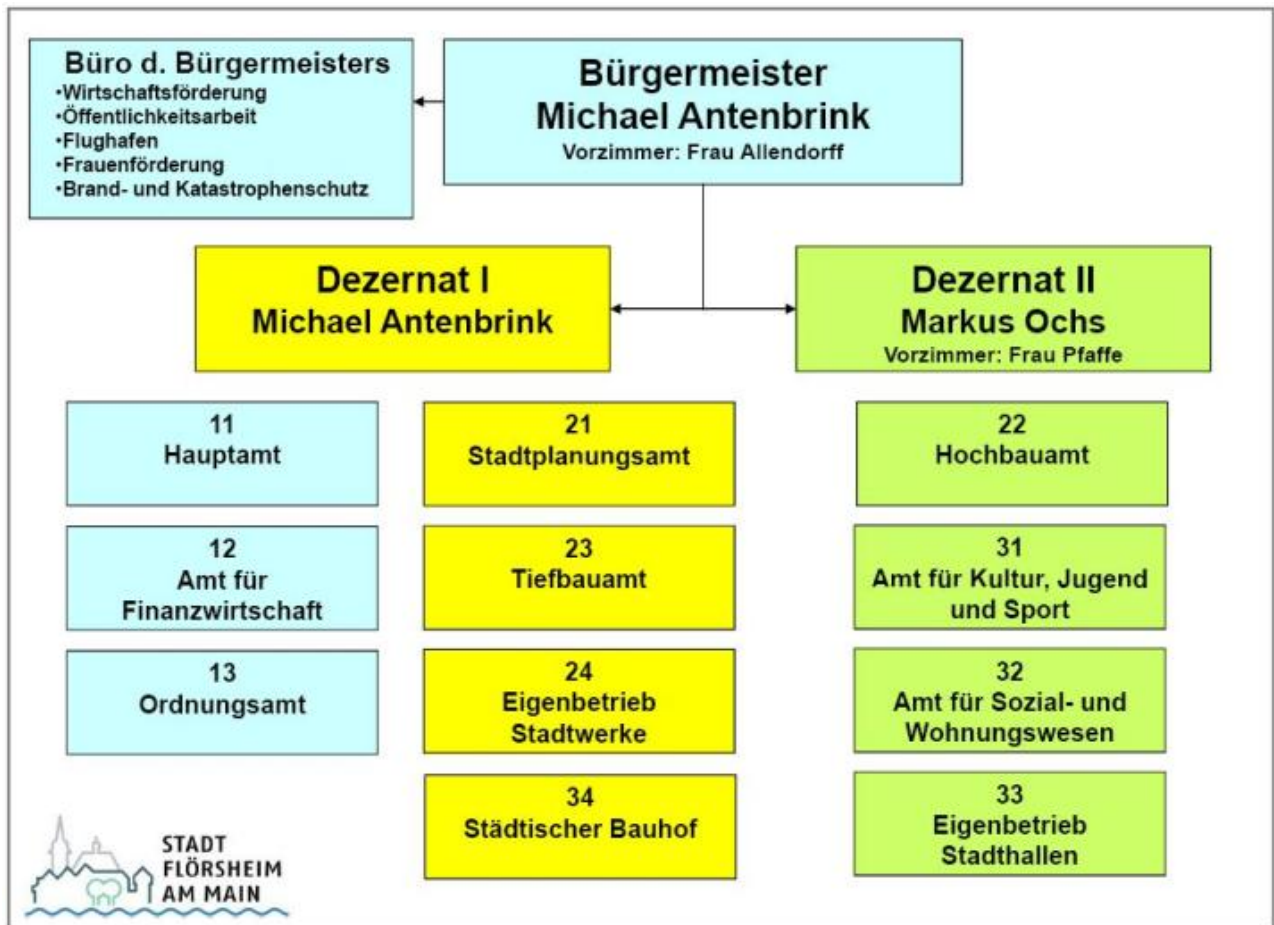 Büro d. Bürgermeisters
•Wirtschaftsförderung
•Öffentlichkeitsarbeit
•Flughafen
•Frauenförderung
•Brand- und Katastrophenschutz
Bürgermeister
Michael Antenbrink
Vorzimmer: Frau Allendorff
Dezernat I
Michael Antenbrink
Dezernat II
Markus Ochs
Vorzimmer: Frau Pfaffe
11
Hauptamt
12
Amt für
Finanzwirtschaft
13
Ordnungsamt
21
Stadtplanungsamt
23
Tiefbauamt
24
Eigenbetrieb
Stadtwerke
34
Städtischer Bauhof
22
Hochbauamt
31
Amt für Kultur, Jugend
und Sport
32
Amt für Sozial- und
Wohnungswesen
33
Eigenbetrieb
Stadthallen
STADT
FLÖRSHEIM
AM MAIN